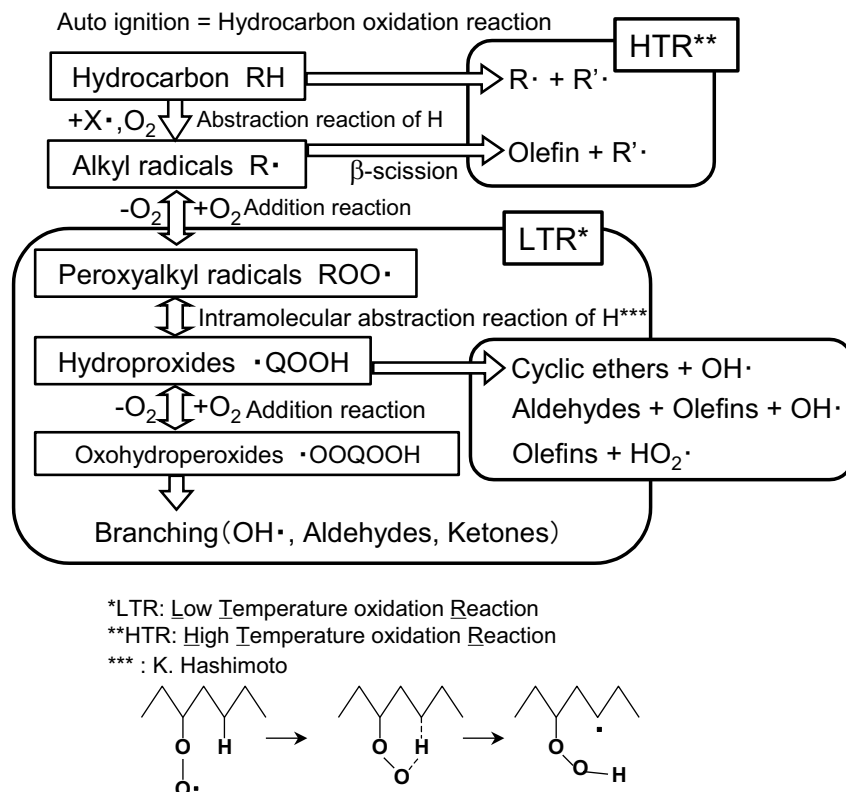 Auto ignition = Hydrocarbon oxidation reaction
HTR**
Hydrocarbon RH
R· + R'·
+X·,O₂
Abstraction reaction of H
Alkyl radicals R·
β-scission
Olefin + R'·
-O₂ +O₂ Addition reaction
LTR*
Peroxyalkyl radicals ROO·
Intramolecular abstraction reaction of H***
Hydroproxides ·QOOH
Cyclic ethers + OH·
Aldehydes + Olefins + OH·
Olefins + HO₂·
-O₂ +O₂ Addition reaction
Oxohydroperoxides ·OOQOOH
Branching(OH·, Aldehydes, Ketones)
*LTR: Low Temperature oxidation Reaction
**HTR: High Temperature oxidation Reaction
*** : K. Hashimoto
O H
O·
O H
O
O
O H